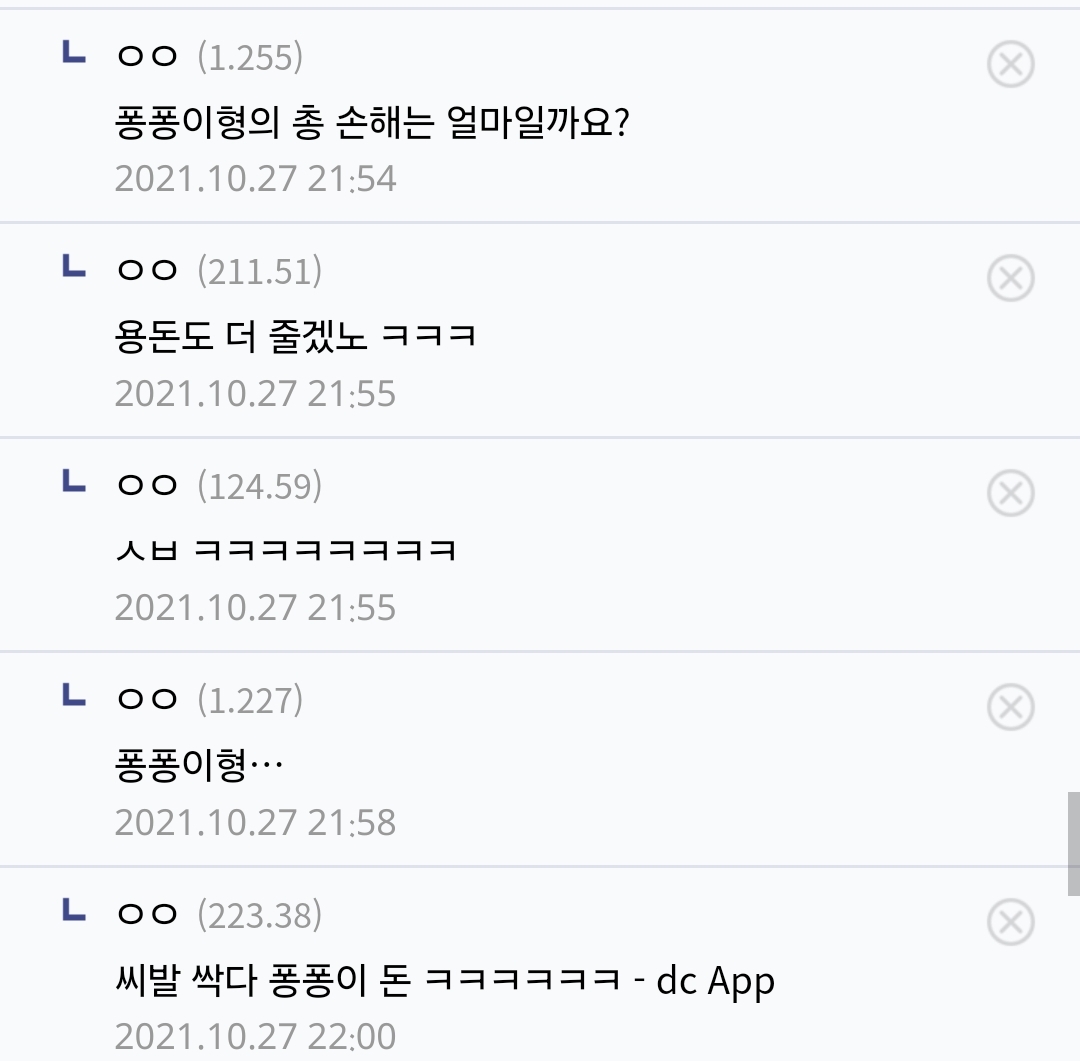 ㅇㅇ (1.255)
퐁퐁이형의 총 손해는 얼마일까요?
2021.10.27 21:54
ㅇㅇ (211.51)
용돈도 더 줄겠노 ㅋㅋㅋ
2021.10.27 21:55
ㅇㅇ (124.59)
ㅅㅂ ㅋㅋㅋㅋㅋㅋㅋㅋ
2021.10.27 21:55
ㅇㅇ (1.227)
퐁퐁이형…
2021.10.27 21:58
ㅇㅇ (223.38)
씨발 싹다 퐁퐁이 돈 ㅋㅋㅋㅋㅋㅋ - dc App
2021.10.27 22:00